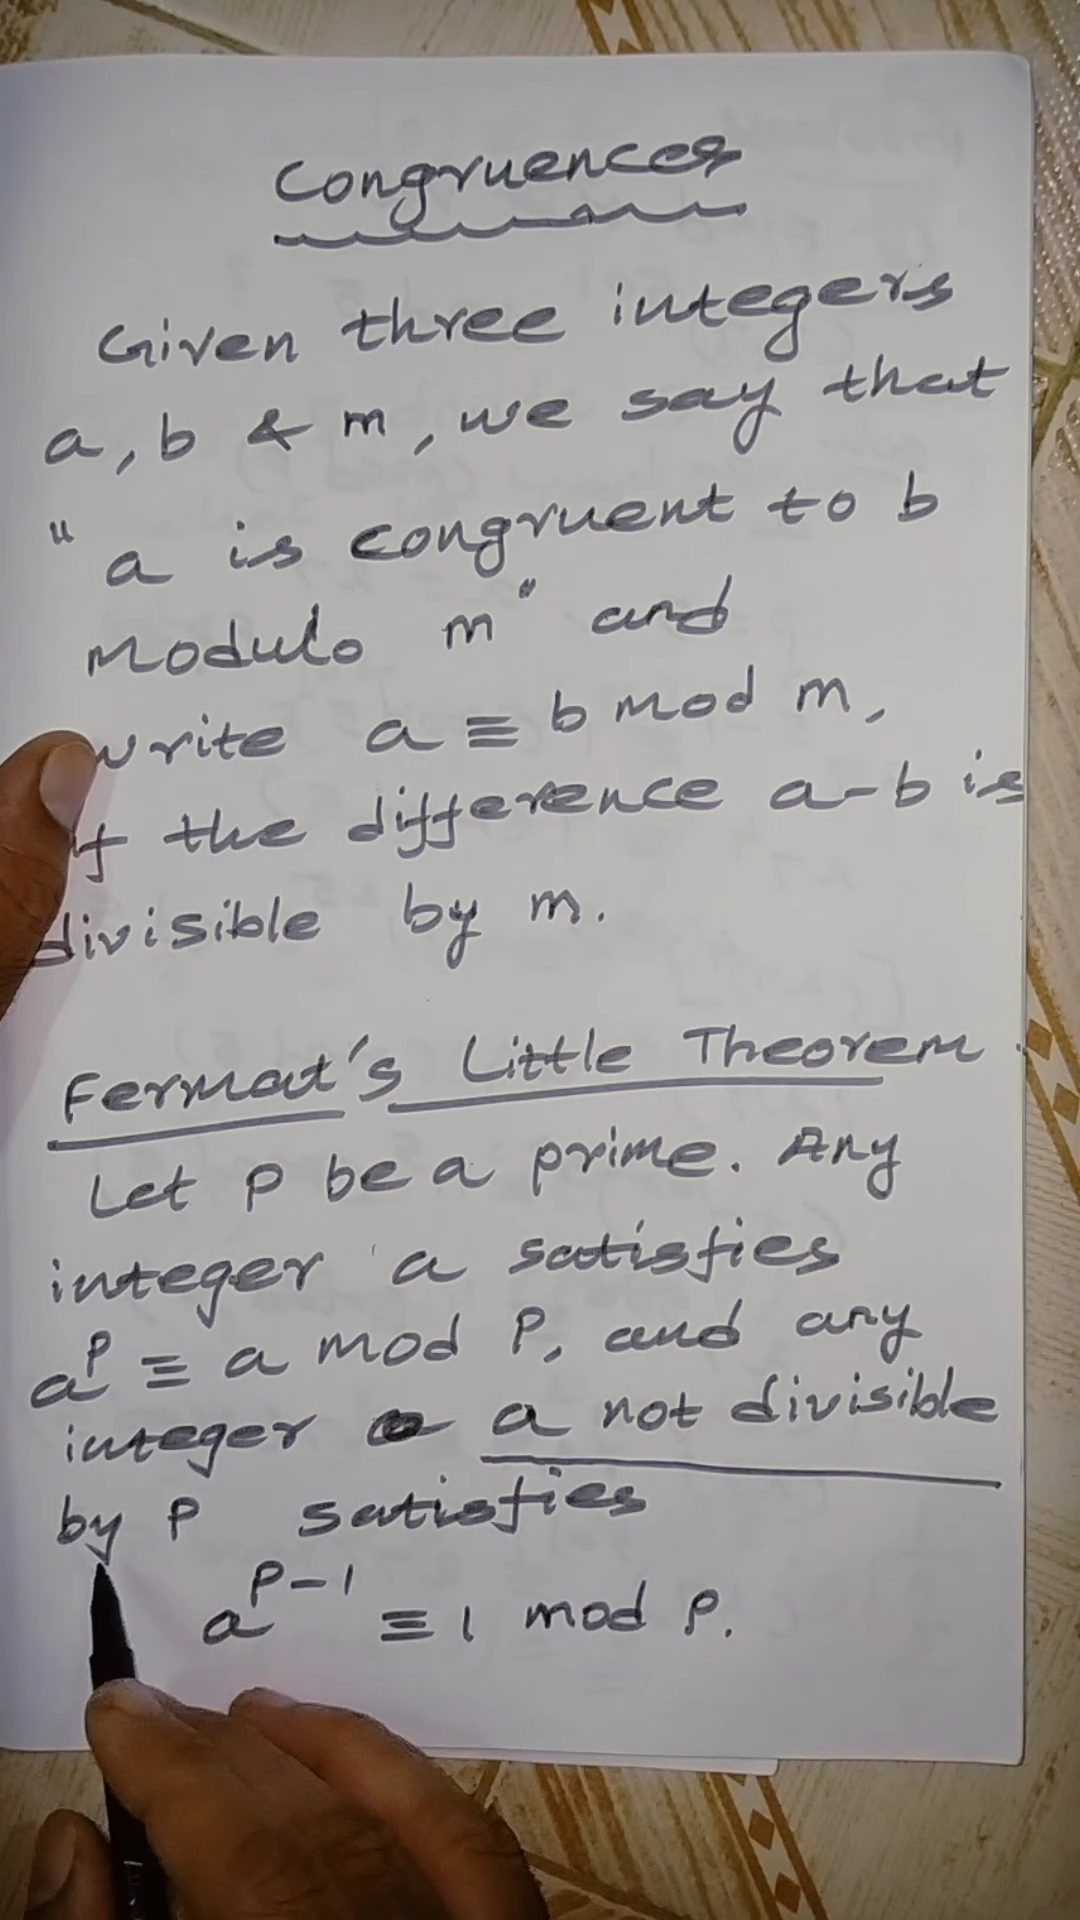 Congruences
Given three integers
a, b & m, we say that
" a is congruent to b
Modulo m" and
write a ≡ b mod m,
if the difference a-b is
divisible by m.
Fermat's Little Theorem
Let P be a prime. Any
integer a satisfies
a^P ≡ a mod P, and any
integer a not divisible
by P satisfies
a^P-1 ≡ 1 mod P.